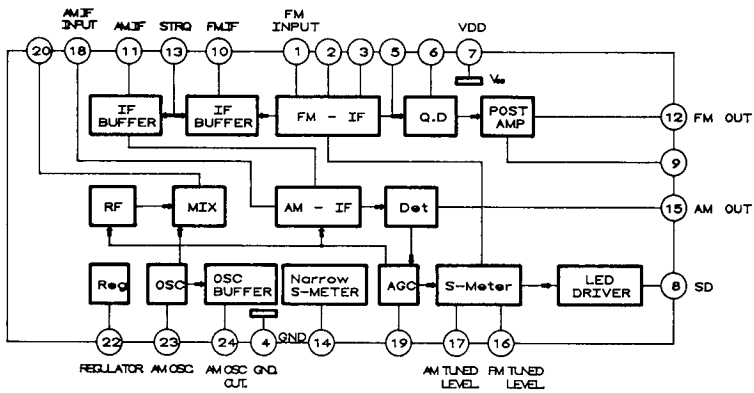 AM.IF INPUT
AM.IF
STRQ
FM.IF
FM INPUT
VDD
20
18
11
13
10
1
2
3
5
6
7
IF BUFFER
IF BUFFER
FM - IF
Q.D
POST AMP
12
FM OUT
9
RF
MIX
AM - IF
Det
15
AM OUT
Reg
OSC
OSC BUFFER
Narrow S-METER
AGC
S-Meter
LED DRIVER
8
SD
22
23
24
4
GND
14
19
17
16
REGULATOR
AM OSC.
AM OSC OUT.
GND.
AM TUNED LEVEL
FM TUNED LEVEL